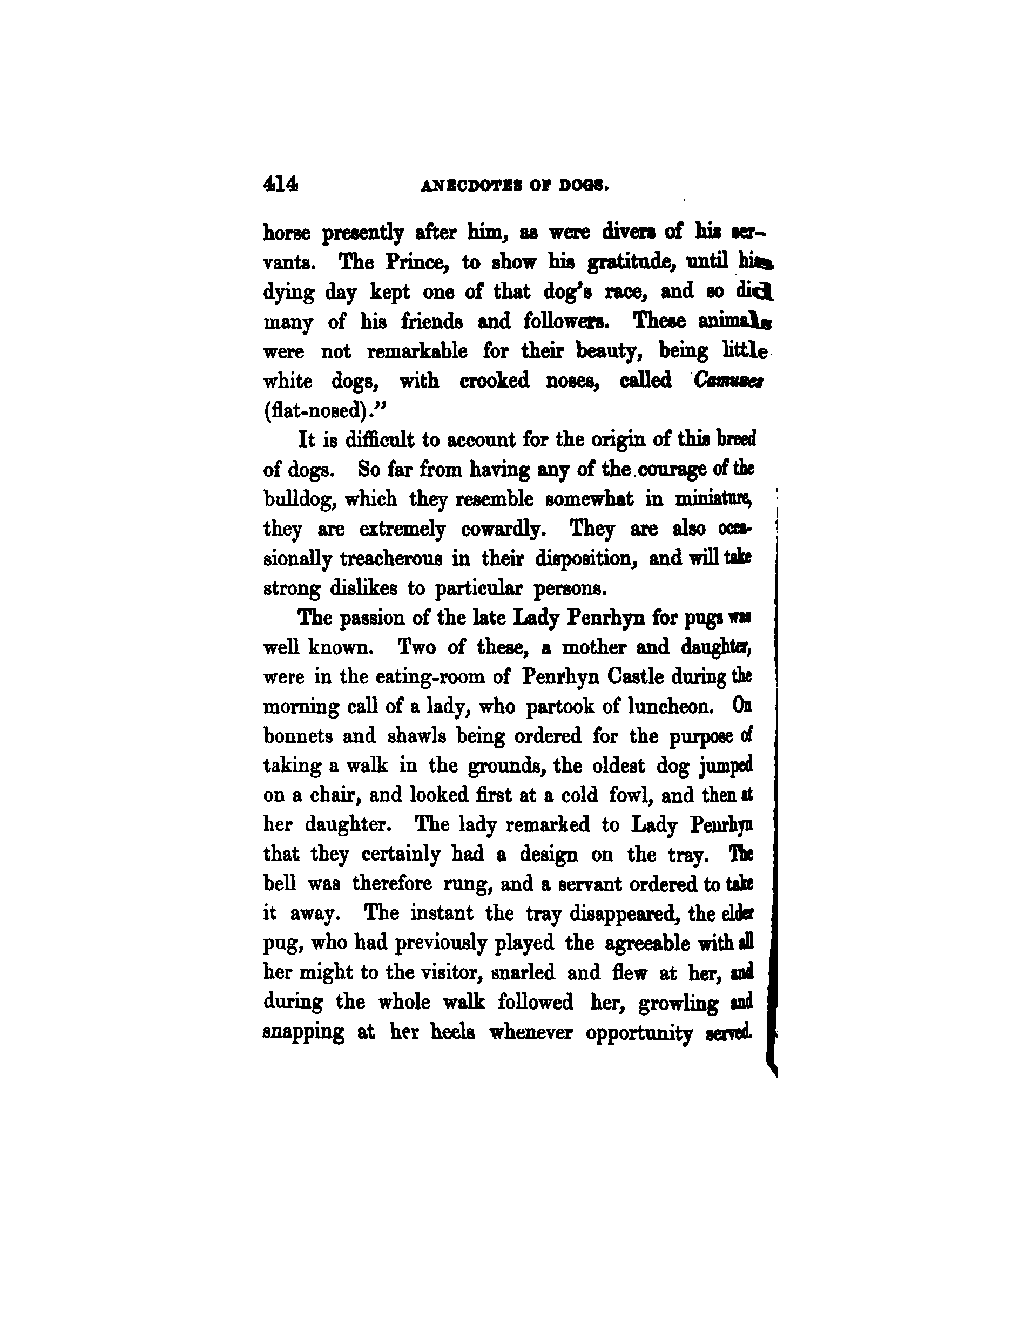 414 ANECDOTES OF DOGS.
horse presently after him, as were divers of his ser-
vants. The Prince, to show his gratitude, until his
dying day kept one of that dog's race, and so did
many of his friends and followers. These animals
were not remarkable for their beauty, being little
white dogs, with crooked noses, called Camuses
(flat-nosed)."
It is difficult to account for the origin of this breed
of dogs. So far from having any of the courage of the
bulldog, which they resemble somewhat in miniature,
they are extremely cowardly. They are also occa-
sionally treacherous in their disposition, and will take
strong dislikes to particular persons.
The passion of the late Lady Penrhyn for pugs was
well known. Two of these, a mother and daughter,
were in the eating-room of Penrhyn Castle during the
morning call of a lady, who partook of luncheon. On
bonnets and shawls being ordered for the purpose of
taking a walk in the grounds, the oldest dog jumped
on a chair, and looked first at a cold fowl, and then at
her daughter. The lady remarked to Lady Penrhyn
that they certainly had a design on the tray. The
bell was therefore rung, and a servant ordered to take
it away. The instant the tray disappeared, the elder
pug, who had previously played the agreeable with all
her might to the visitor, snarled and flew at her, and
during the whole walk followed her, growling and
snapping at her heels whenever opportunity served.